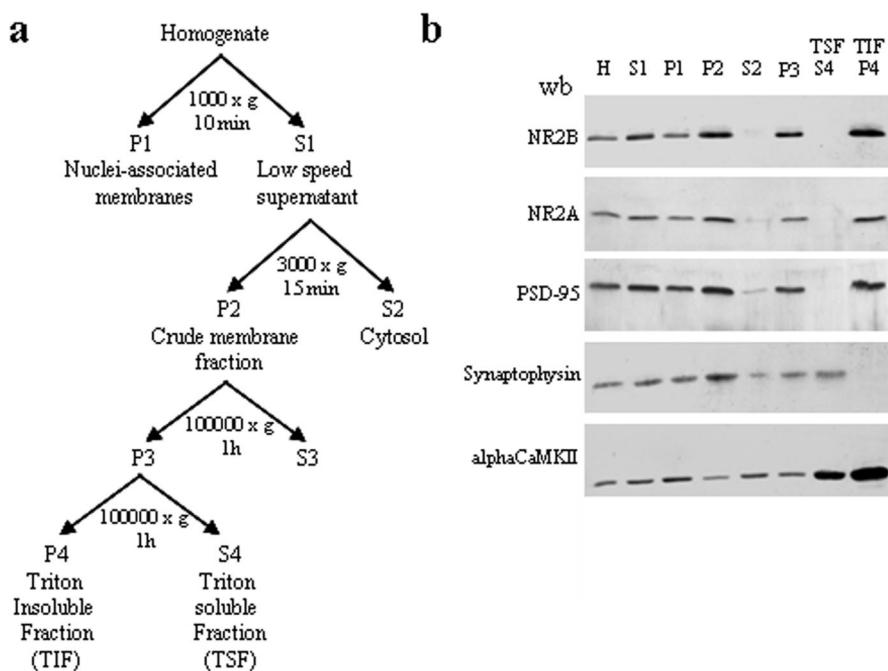 a
Homogenate
1000 x g
10 min
P1
Nuclei-associated
membranes
S1
Low speed
supernatant
3000 x g
15 min
P2
Crude membrane
fraction
S2
Cytosol
100000 x g
1h
P3
S3
100000 x g
1h
P4
Triton
Insoluble
Fraction
(TIF)
S4
Triton
soluble
Fraction
(TSF)
b
TSF TIF
wb H S1 P1 P2 S2 P3 S4 P4
NR2B
NR2A
PSD-95
Synaptophysin
alphaCaMKII